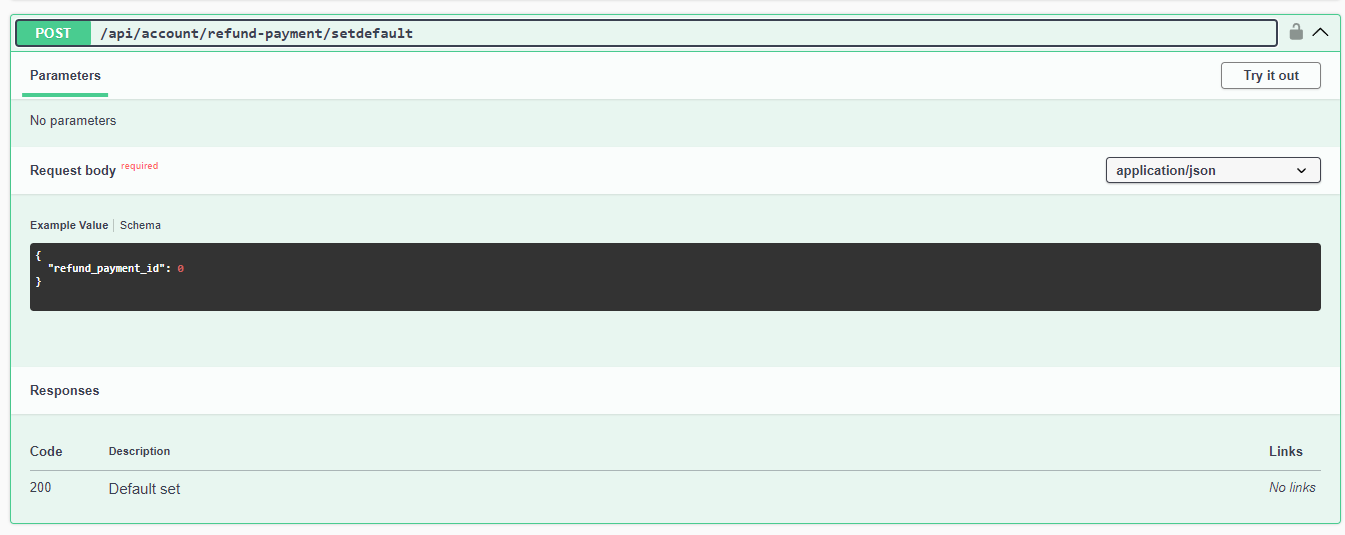 POST /api/account/refund-payment/setdefault
Parameters Try it out
No parameters
Request body required application/json
Example Value Schema
{
"refund_payment_id": 0
}
Responses
Code Description Links
200 Default set No links